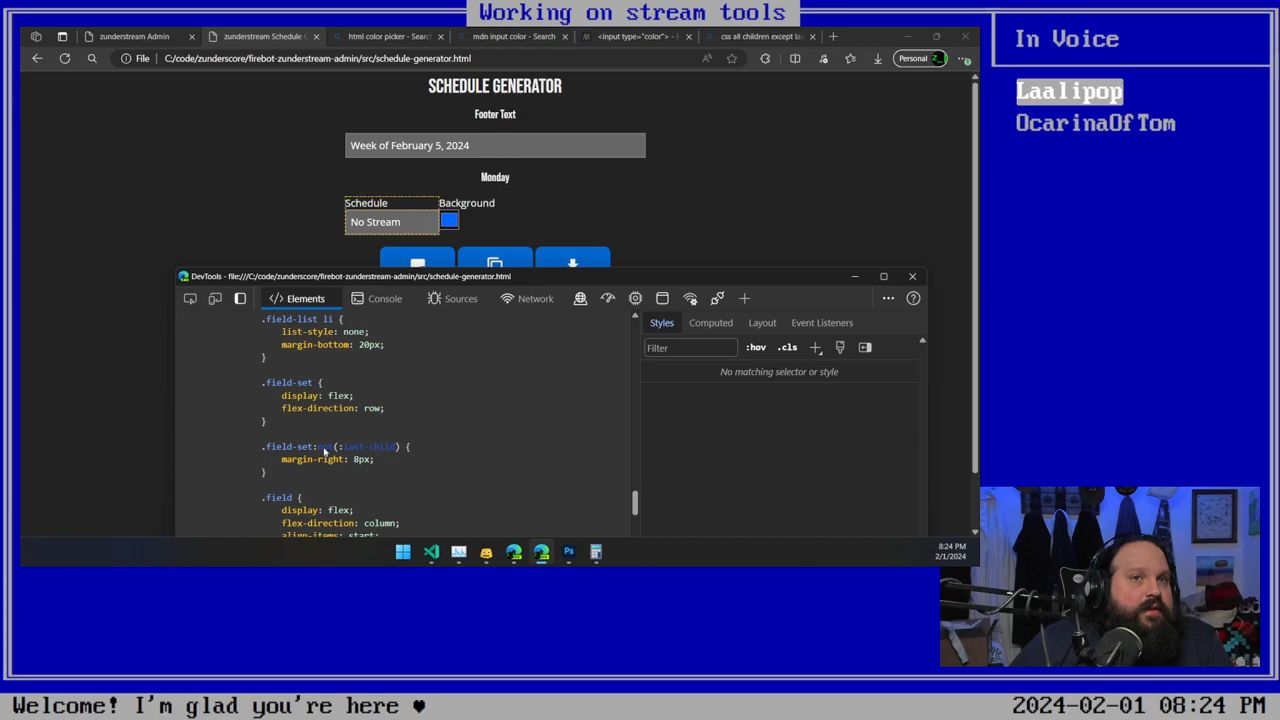 Working on stream tools
zunderstream Admin
zunderstream Schedule G
html color picker - Search
mdn input color - Search
<input type="color">
css all children except la
File
C:/code/zunderscore/firebot-zunderstream-admin/src/schedule-generator.html
Personal
SCHEDULE GENERATOR
Footer Text
Week of February 5, 2024
Monday
Schedule
Background
No Stream
DevTools - file:///C:/code/zunderscore/firebot-zunderstream-admin/src/schedule-generator.html
Elements
Console
Sources
Network
.field-list li {
list-style: none;
margin-bottom: 20px;
}
.field-set {
display: flex;
flex-direction: row;
}
.field-set:not(:last-child) {
margin-right: 8px;
}
.field {
display: flex;
flex-direction: column;
align-items: start;
Styles
Computed
Layout
Event Listeners
Filter
:hov
.cls
No matching selector or style
8:24 PM
2/1/2024
In Voice
Laalipop
OcarinaOfTom
Welcome! I'm glad you're here ♥
2024-02-01 08:24 PM